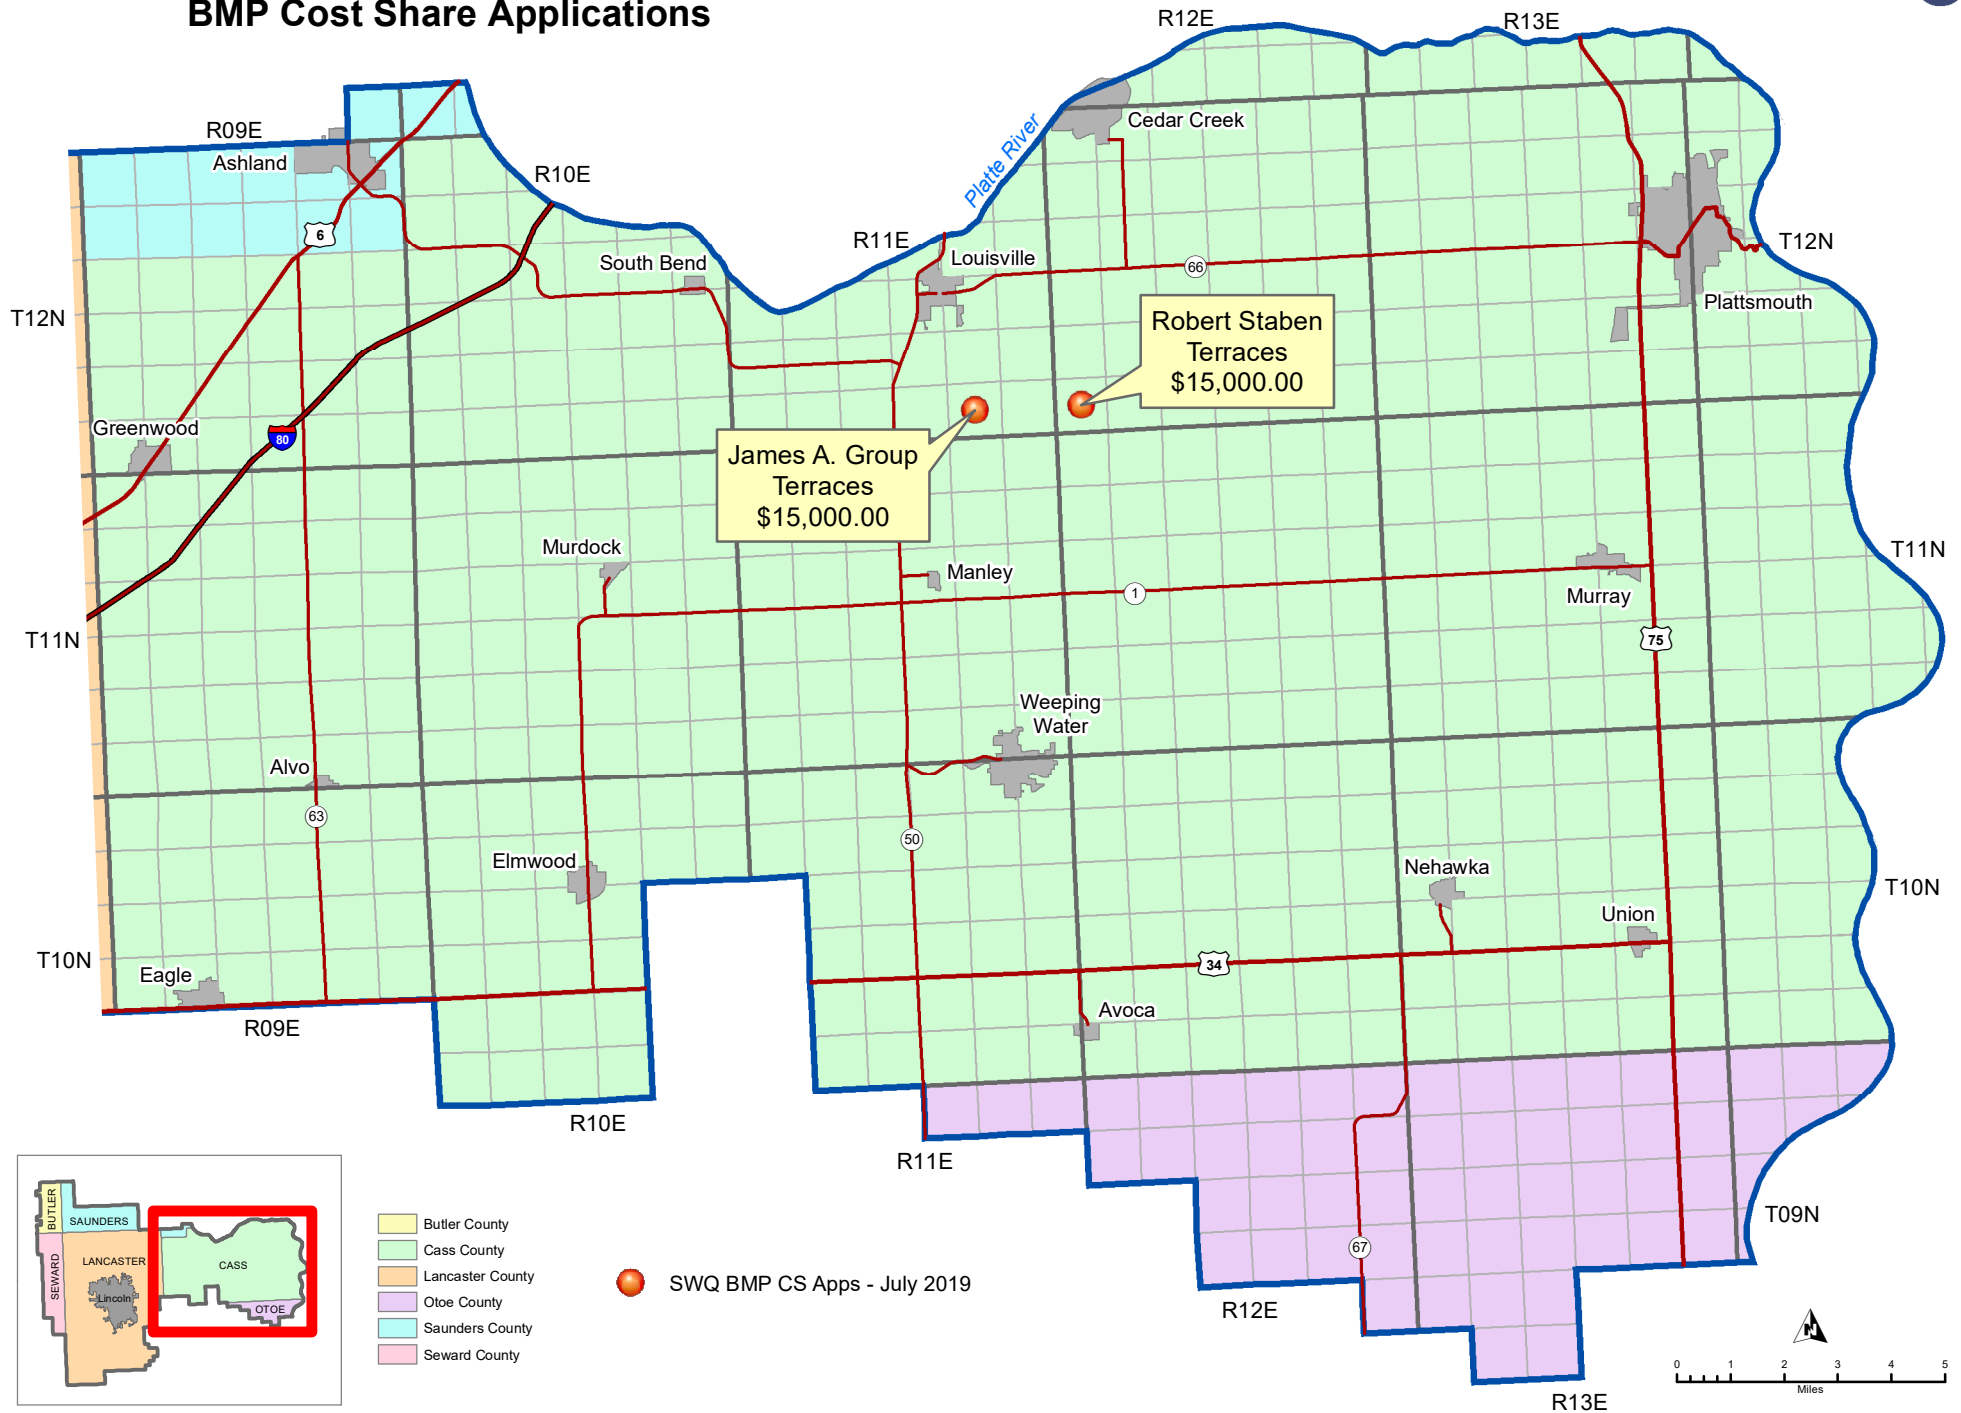 BMP Cost Share Applications
R12E
R13E
R09E
Ashland
R10E
Cedar Creek
Platte River
6
R11E
Louisville
South Bend
66
T12N
T12N
Plattsmouth
Robert Staben
Terraces
$15,000.00
Greenwood
80
James A. Group
Terraces
$15,000.00
Murdock
Manley
1
T11N
Murray
T11N
75
Weeping
Water
Alvo
63
50
Elmwood
Nehawka
T10N
Union
T10N
34
Eagle
Avoca
R09E
R10E
R11E
T09N
67
R12E
R13E
BUTLER
SAUNDERS
SEWARD
LANCASTER
Lincoln
CASS
OTOE
Butler County
Cass County
Lancaster County
Otoe County
Saunders County
Seward County
SWQ BMP CS Apps - July 2019
N
0 1 2 3 4 5
Miles